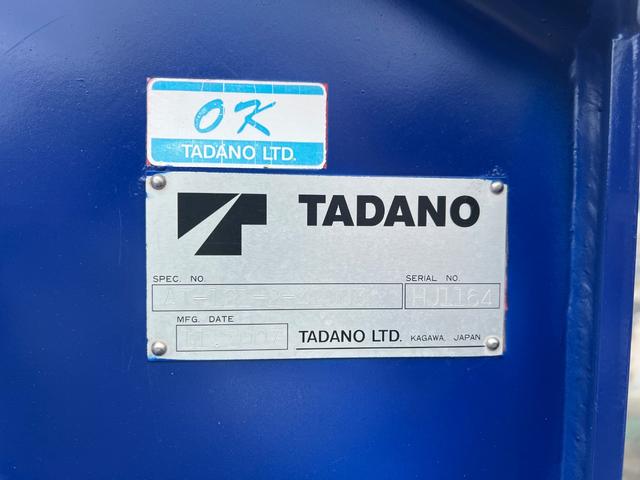 OK
TADANO LTD.
TADANO
SPEC. NO.
SERIAL NO.
HJ1164
MFG. DATE
TADANO LTD. KAGAWA, JAPAN